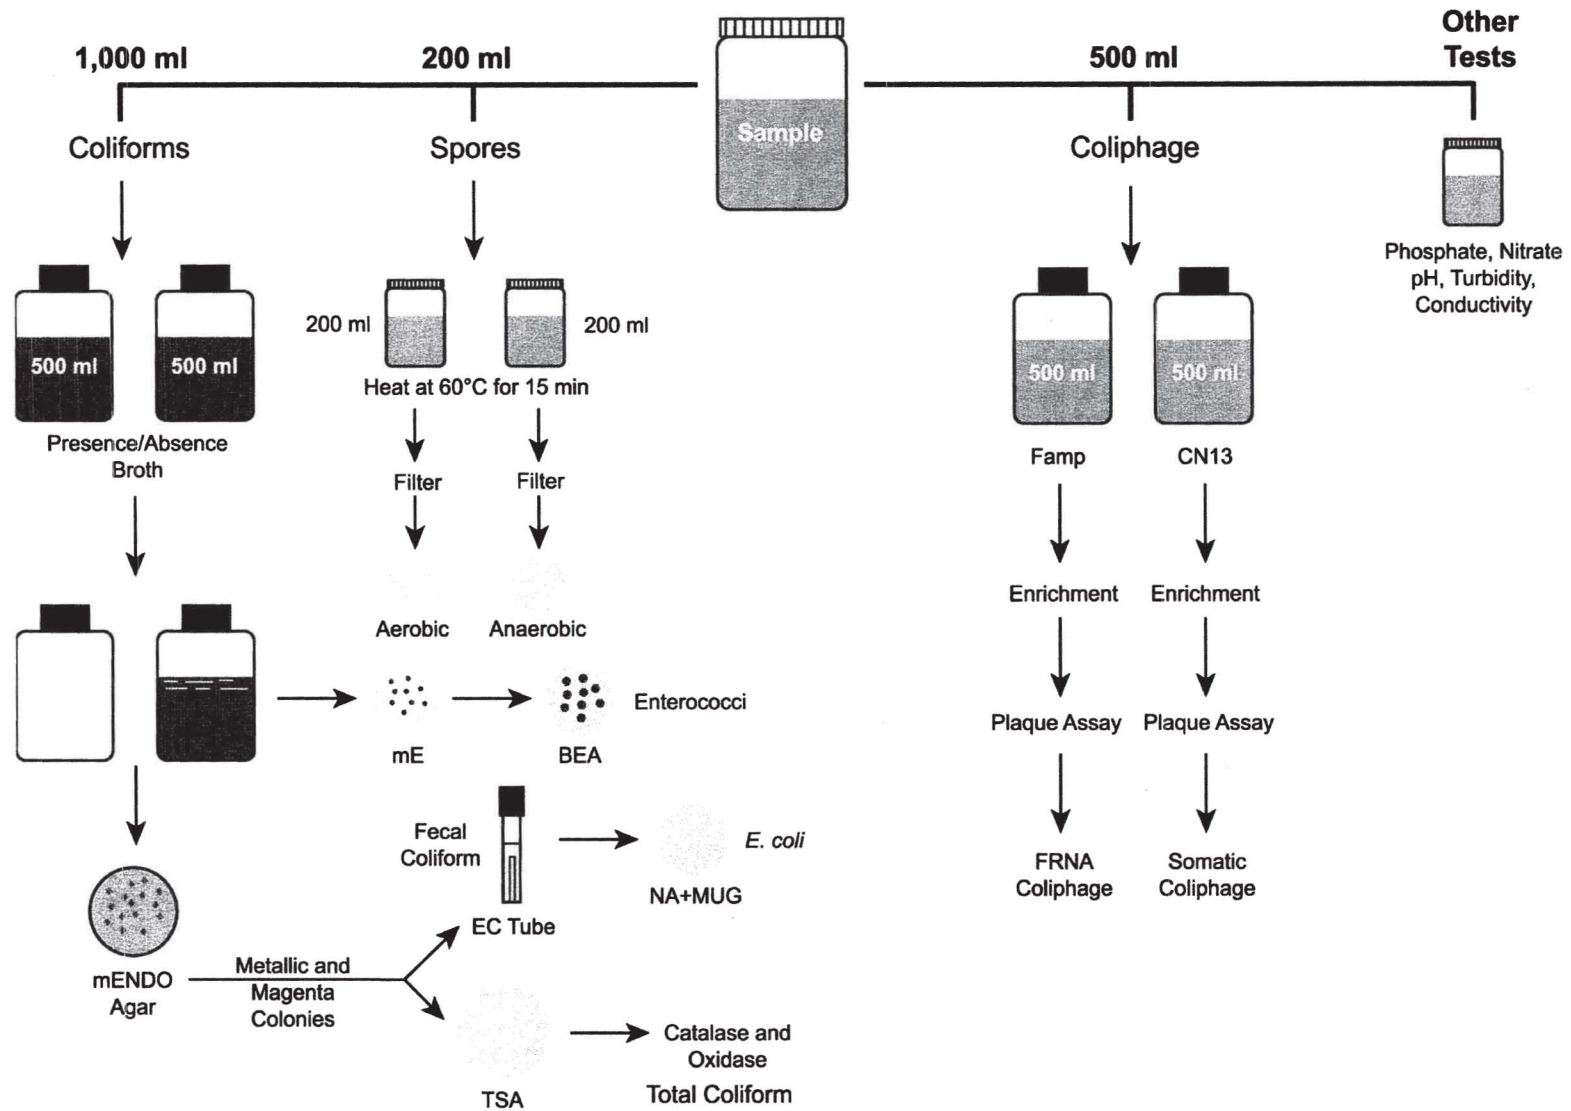 1,000 ml
200 ml
500 ml
Other
Tests
Sample
Coliforms
Spores
Coliphage
Phosphate, Nitrate
pH, Turbidity,
Conductivity
500 ml
500 ml
Presence/Absence
Broth
200 ml
200 ml
Heat at 60°C for 15 min
Filter
Filter
Aerobic
Anaerobic
mE
BEA
Enterococci
Fecal
Coliform
EC Tube
NA+MUG
E. coli
mENDO
Agar
Metallic and
Magenta
Colonies
TSA
Catalase and
Oxidase
Total Coliform
500 ml
500 ml
Famp
CN13
Enrichment
Enrichment
Plaque Assay
Plaque Assay
FRNA
Coliphage
Somatic
Coliphage